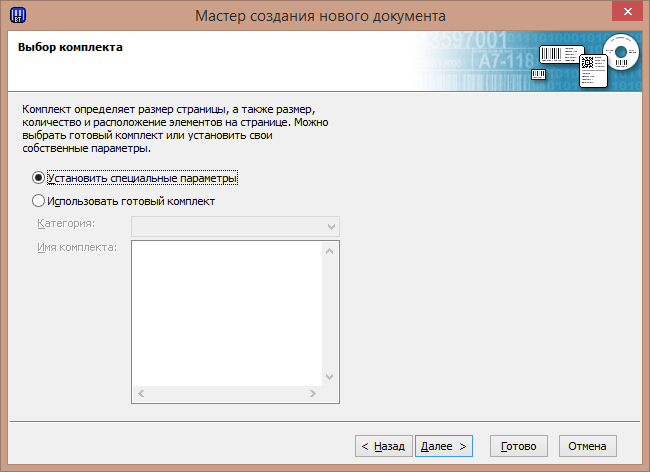 BT
Мастер создания нового документа
Выбор комплекта
3597001
A7-118
Комплект определяет размер страницы, а также размер,
количество и расположение элементов на странице. Можно
выбрать готовый комплект или установить свои
собственные параметры.
Установить специальные параметры
Использовать готовый комплект
Категория:
Имя комплекта:
< Назад
Далее >
Готово
Отмена